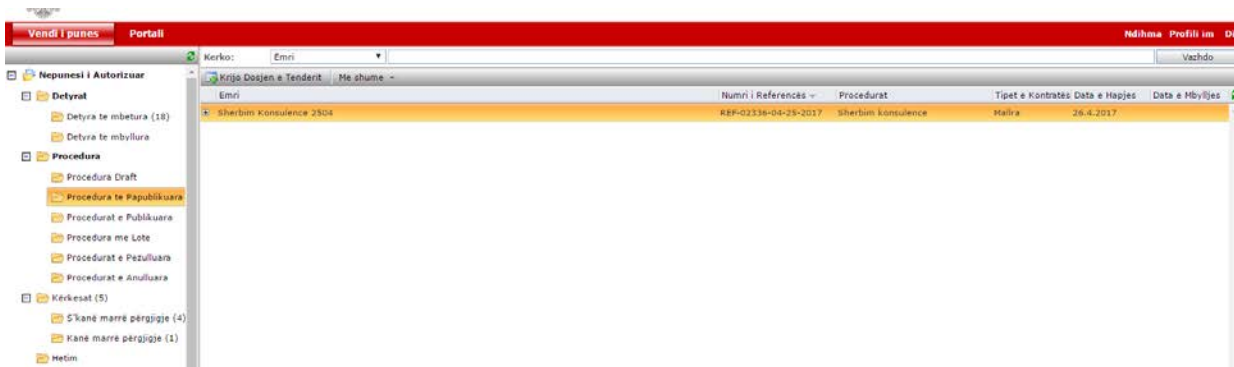 Vendi i punes Portali Ndihma Profili im
Kerko: Emri Vazhdo
Nepunesi i Autorizuar
Krijo Dosjen e Tenderit Me shume
Detyrat
Emri Numri i Referencës Procedurat Tipet e Kontratës Data e Hapjes Data e Mbylljes
Detyra te mbetura (18)
Sherbim Konsulence 2504 REF-02336-04-25-2017 Sherbim konsulence Mallra 26.4.2017
Detyra te mbyllura
Procedura
Procedura Draft
Procedura te Papublikuara
Procedurat e Publikuara
Procedura me Lote
Procedurat e Pezulluara
Procedurat e Anulluara
Kërkesat (5)
S'kanë marrë përgjigje (4)
Kanë marrë përgjigje (1)
Hetim